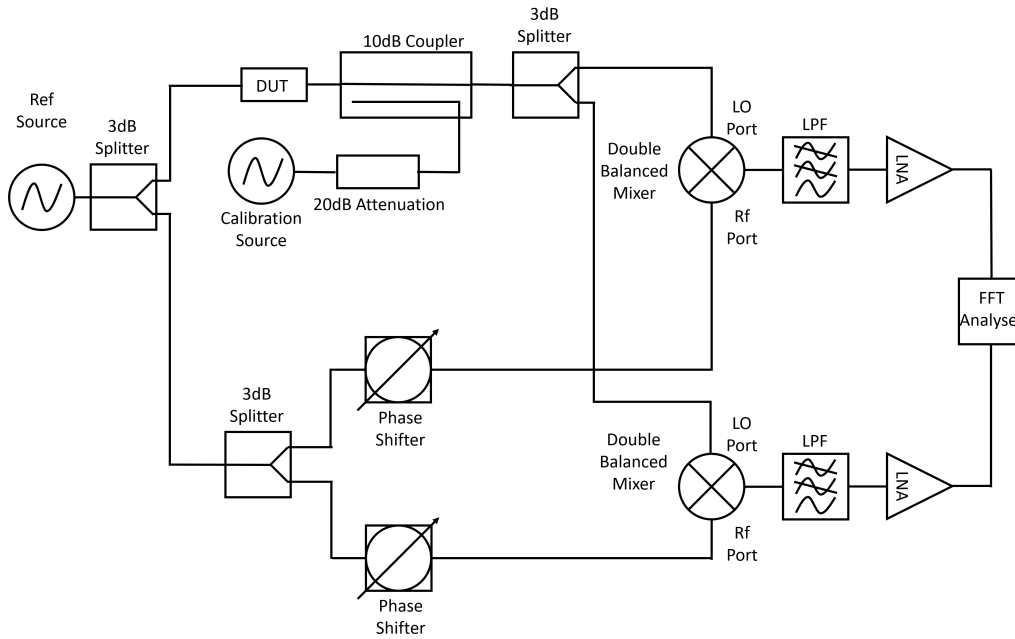 3dB
Splitter
10dB Coupler
Ref
Source
3dB
Splitter
DUT
LO
Port
LPF
Double
Balanced
Mixer
LNA
20dB Attenuation
Calibration
Source
Rf
Port
FFT
Analyse
3dB
Splitter
Phase
Shifter
LO
Port
LPF
Double
Balanced
Mixer
LNA
Rf
Port
Phase
Shifter